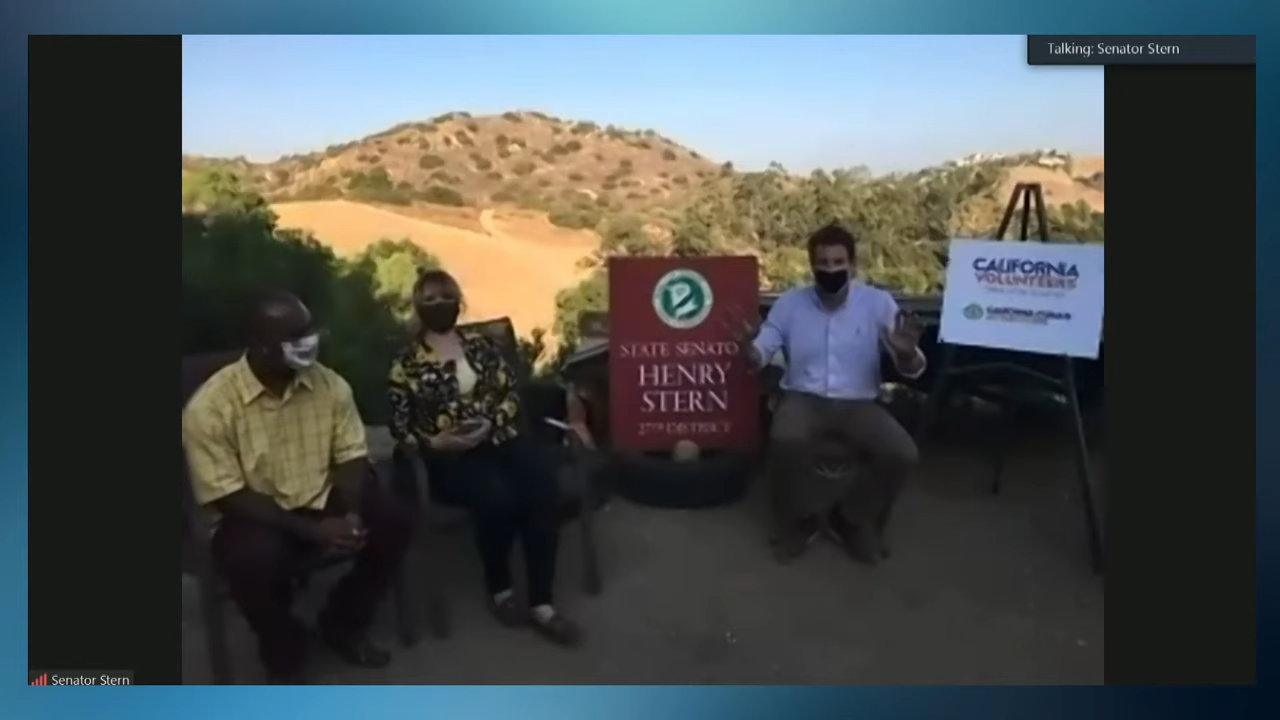 Talking: Senator Stern
STATE SENATO
HENRY
STERN
27TH DISTRICT
CALIFORNIA
VOLUNTEERS
Senator Stern